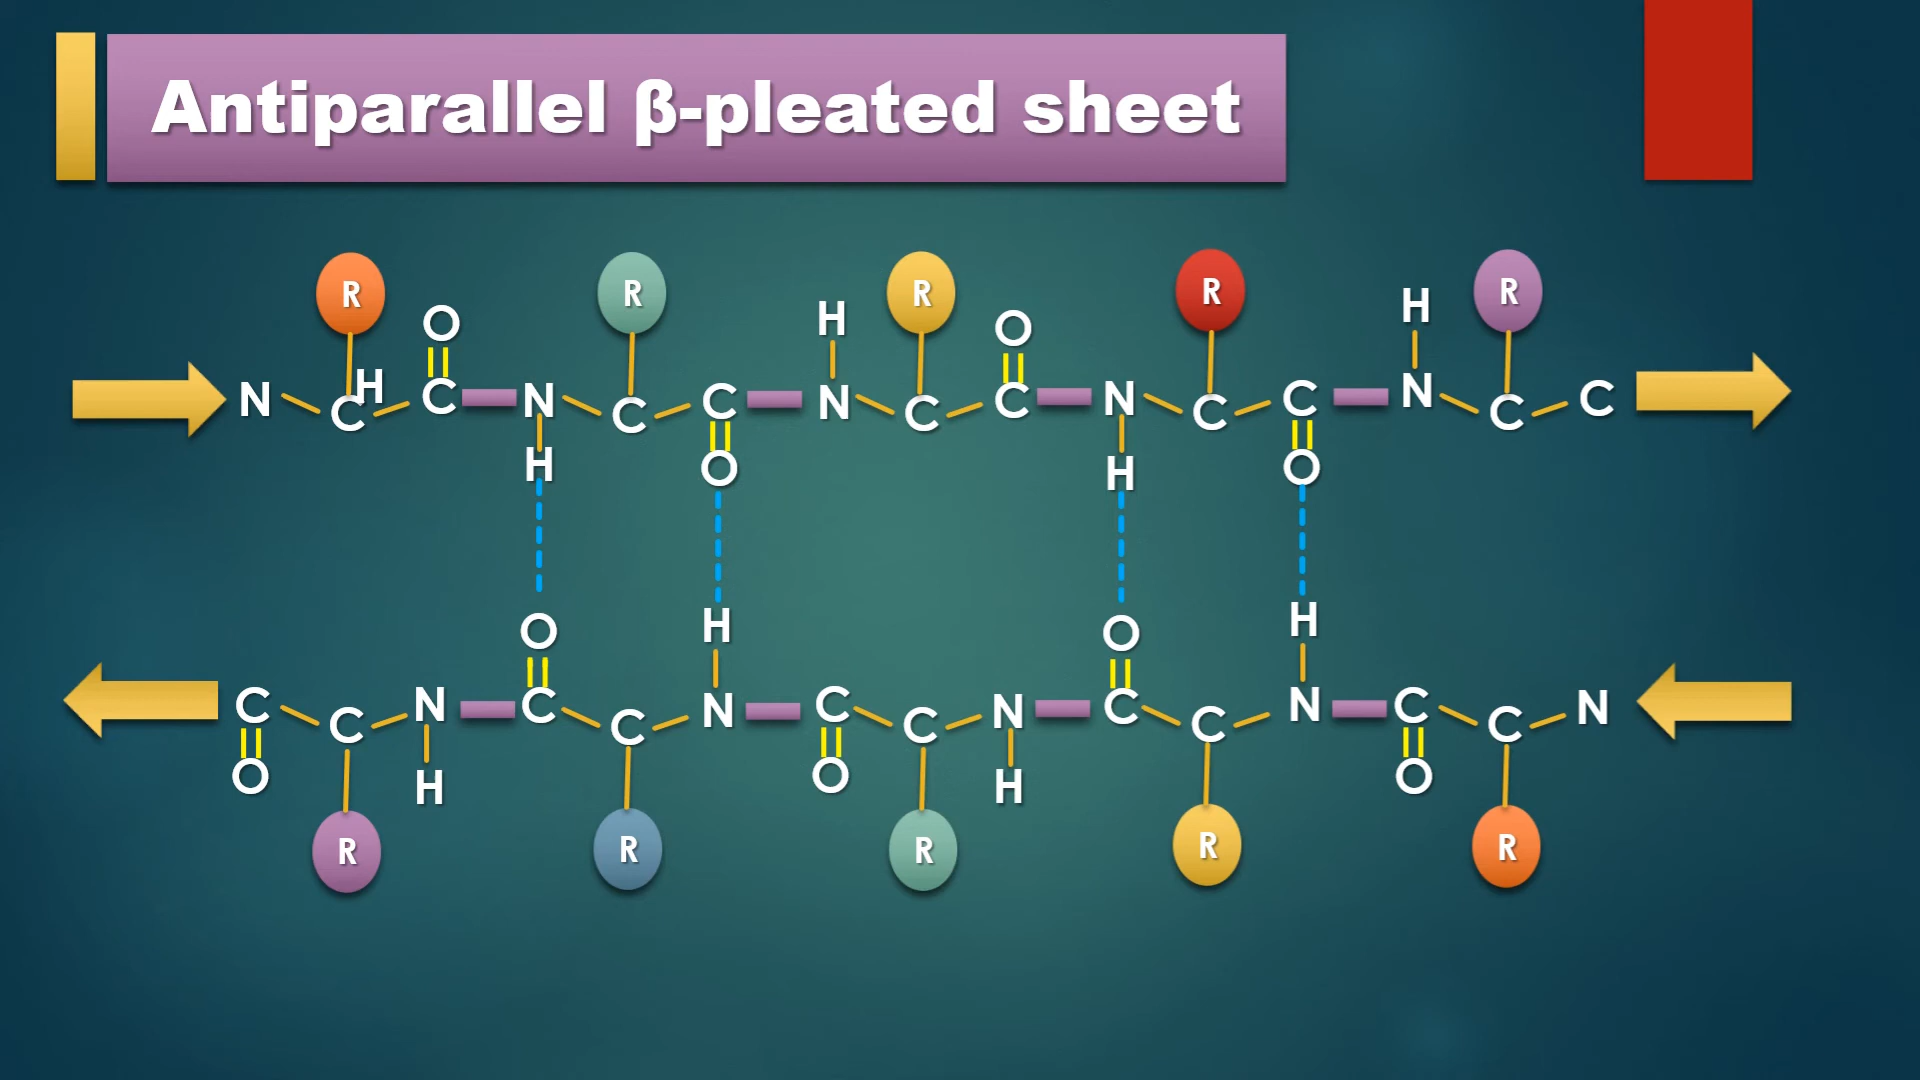 Antiparallel β-pleated sheet
R R R R R
O H O H
H
N C C N C C N C C N C C N C C
H O H O
O H O H
C C N C C N C C N C C N C C N
O H O H O
R R R R R